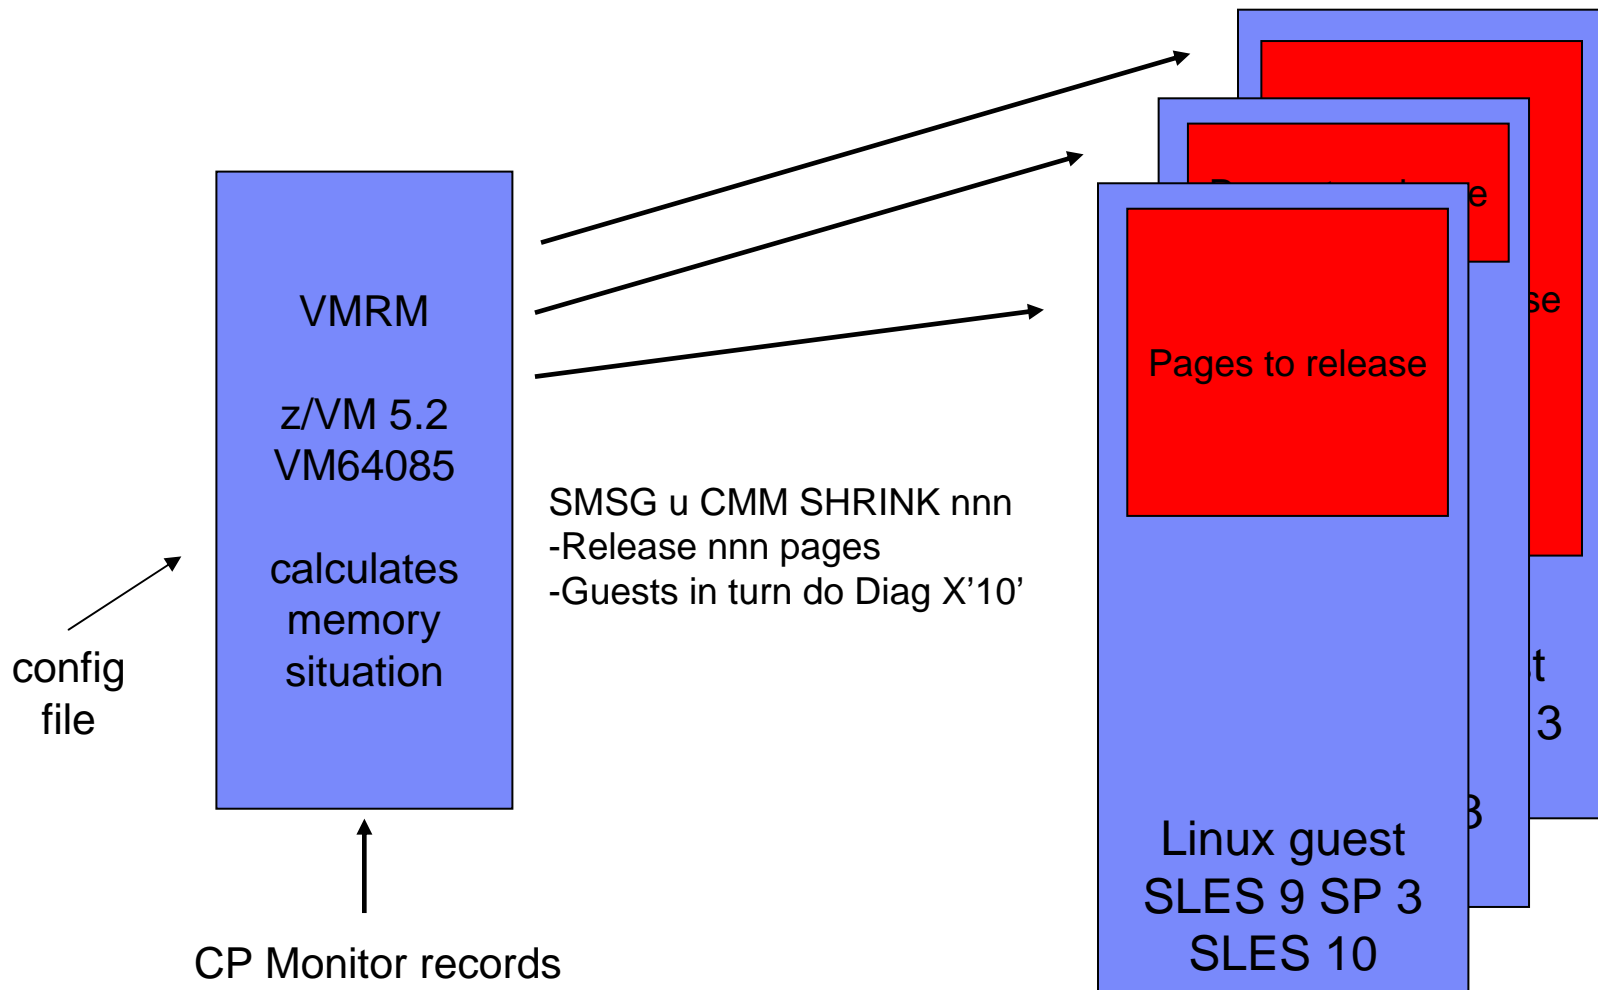 VMRM
z/VM 5.2
VM64085
calculates
memory
situation
config
file
CP Monitor records
SMSG u CMM SHRINK nnn
-Release nnn pages
-Guests in turn do Diag X’10’
Pages to release
Linux guest
SLES 9 SP 3
SLES 10
3